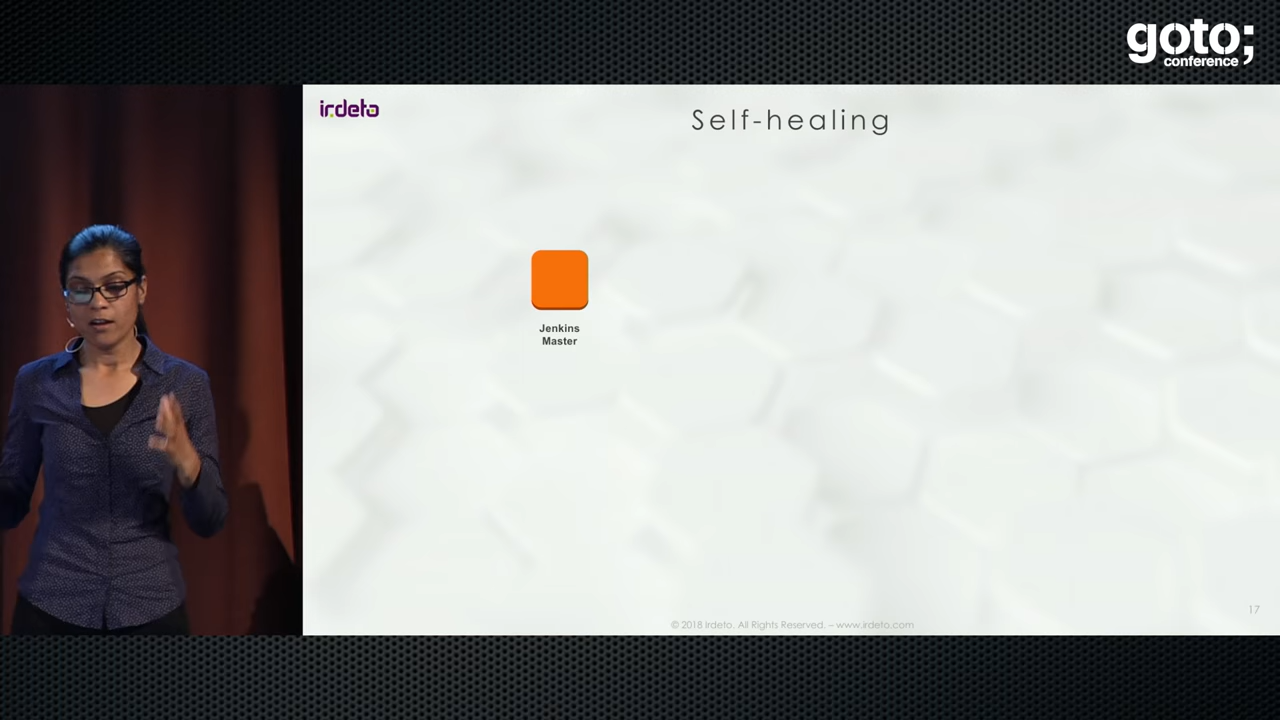 goto;
conference
irdeto
Self-healing
Jenkins
Master
17
© 2018 Irdeto. All Rights Reserved. – www.irdeto.com